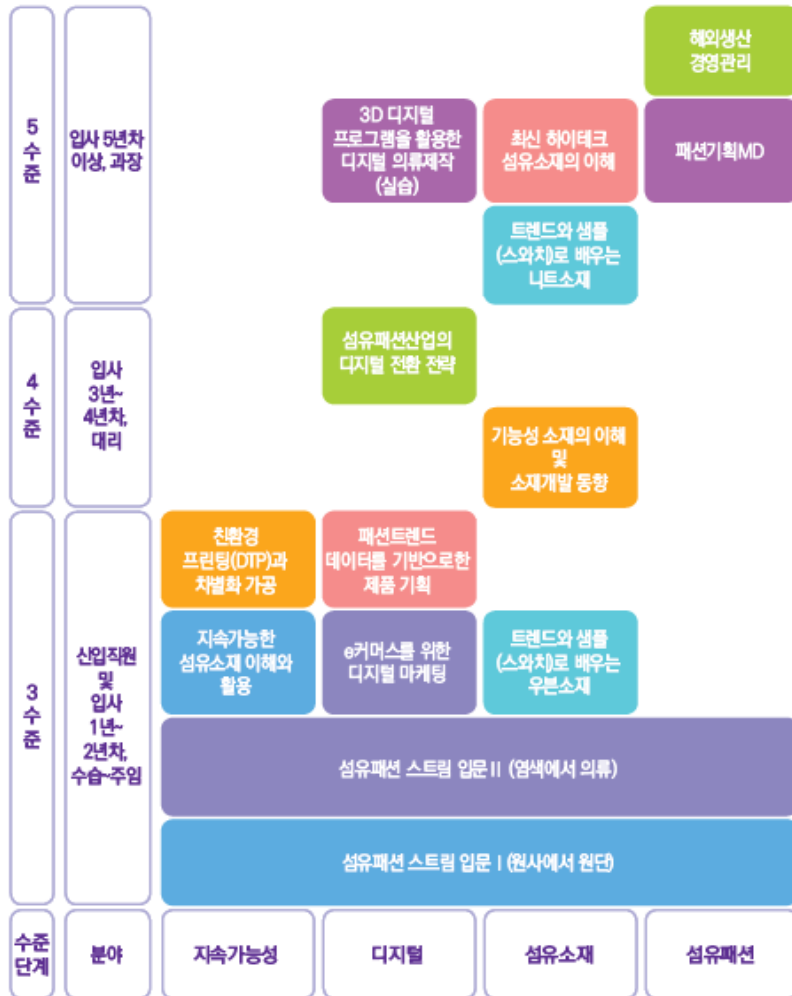 해외생산
경영관리
5
수
준
입사 5년차
이상, 과장
3D 디지털
프로그램을 활용한
디지털 의류제작
(실습)
최신 하이테크
섬유소재의 이해
패션기획MD
트렌드와 샘플
(스와치)로 배우는
니트소재
4
수
준
입사
3년~
4년차,
대리
섬유패션산업의
디지털 전환 전략
기능성 소재의 이해
및
소재개발 동향
3
수
준
신입직원
및
입사
1년~
2년차,
수습~주임
친환경
프린팅(DTP)과
차별화 가공
패션트렌드
데이터를 기반으로한
제품 기획
지속가능한
섬유소재 이해와
활용
e커머스를 위한
디지털 마케팅
트렌드와 샘플
(스와치)로 배우는
우븐소재
섬유패션 스트림 입문Ⅱ (염색에서 의류)
섬유패션 스트림 입문Ⅰ(원사에서 원단)
수준
단계
분야
지속가능성
디지털
섬유소재
섬유패션